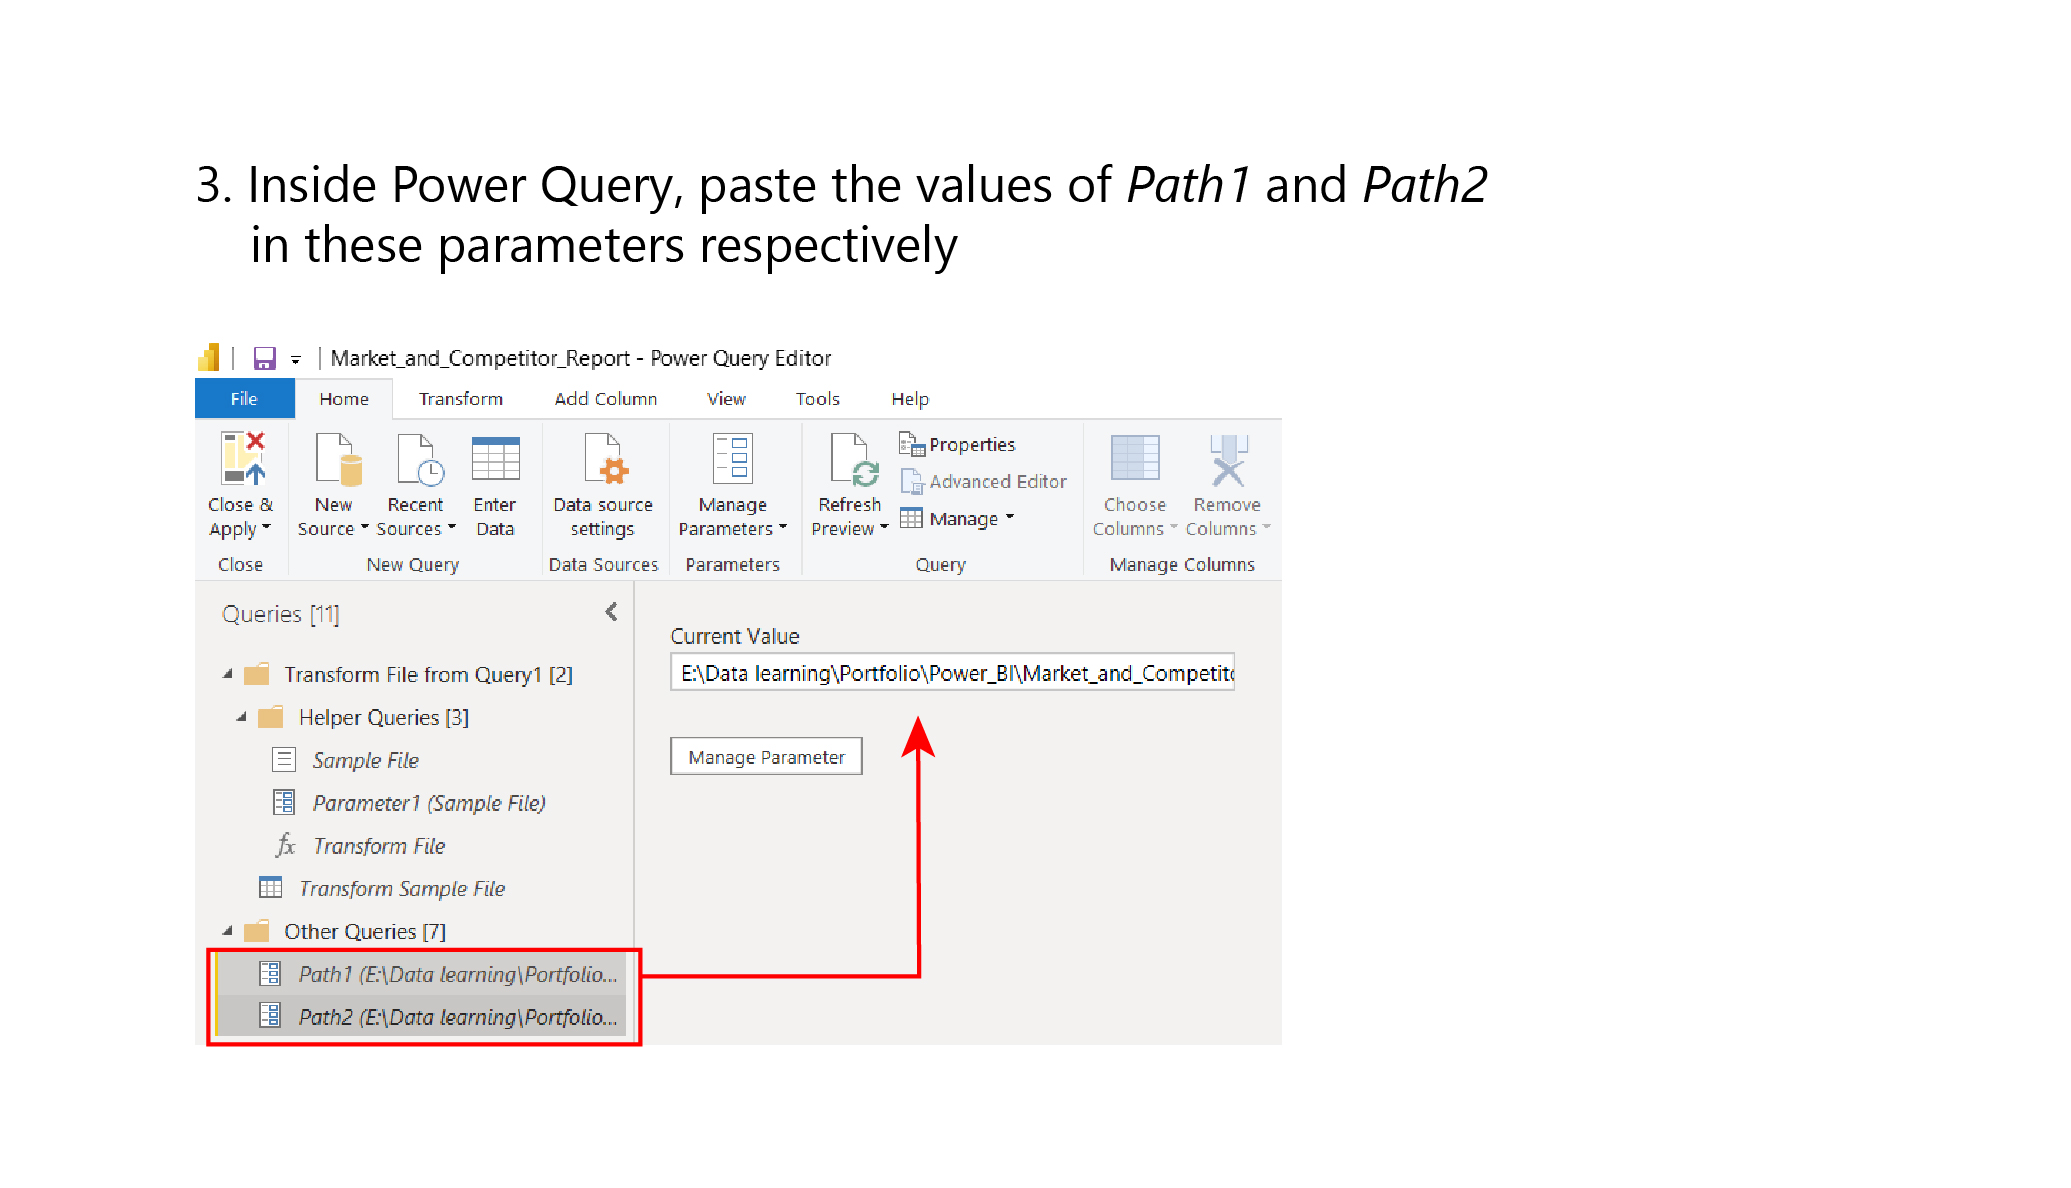 3. Inside Power Query, paste the values of Path1 and Path2
in these parameters respectively
Market_and_Competitor_Report - Power Query Editor
File Home Transform Add Column View Tools Help
Close & Apply
New Source
Recent Sources
Enter Data
Data source settings
Manage Parameters
Refresh Preview
Properties
Advanced Editor
Manage
Choose Columns
Remove Columns
Close New Query Data Sources Parameters Query Manage Columns
Queries [11]
Transform File from Query1 [2]
Helper Queries [3]
Sample File
Parameter1 (Sample File)
fx Transform File
Transform Sample File
Other Queries [7]
Path1 (E:\Data learning\Portfolio...
Path2 (E:\Data learning\Portfolio...
Current Value
E:\Data learning\Portfolio\Power_BI\Market_and_Competit
Manage Parameter